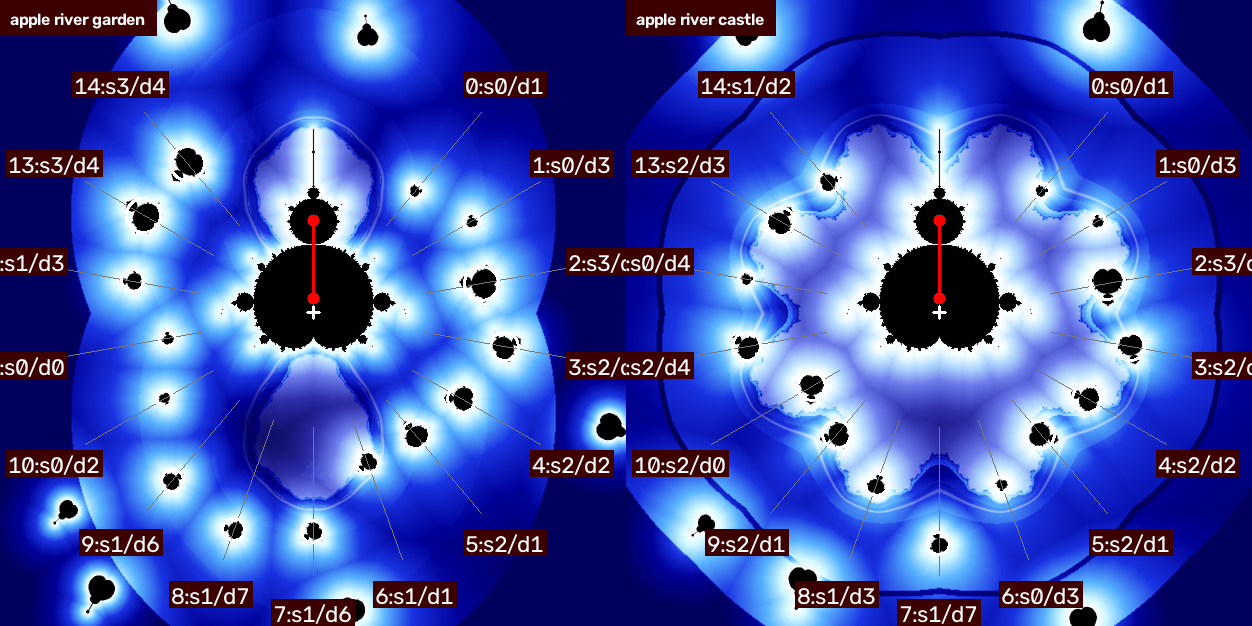 apple river garden
apple river castle
14:s3/d4
0:s0/d1
14:s1/d2
0:s0/d1
13:s3/d4
1:s0/d3
13:s2/d3
1:s0/d3
:s1/d3
2:s3/
:s0/d4
2:s3/
:s0/d0
3:s2/
:s2/d4
3:s2/
10:s0/d2
4:s2/d2
10:s2/d0
4:s2/d2
9:s1/d6
5:s2/d1
9:s2/d1
5:s2/d1
8:s1/d7
6:s1/d1
8:s1/d3
6:s0/d3
7:s1/d6
7:s1/d7